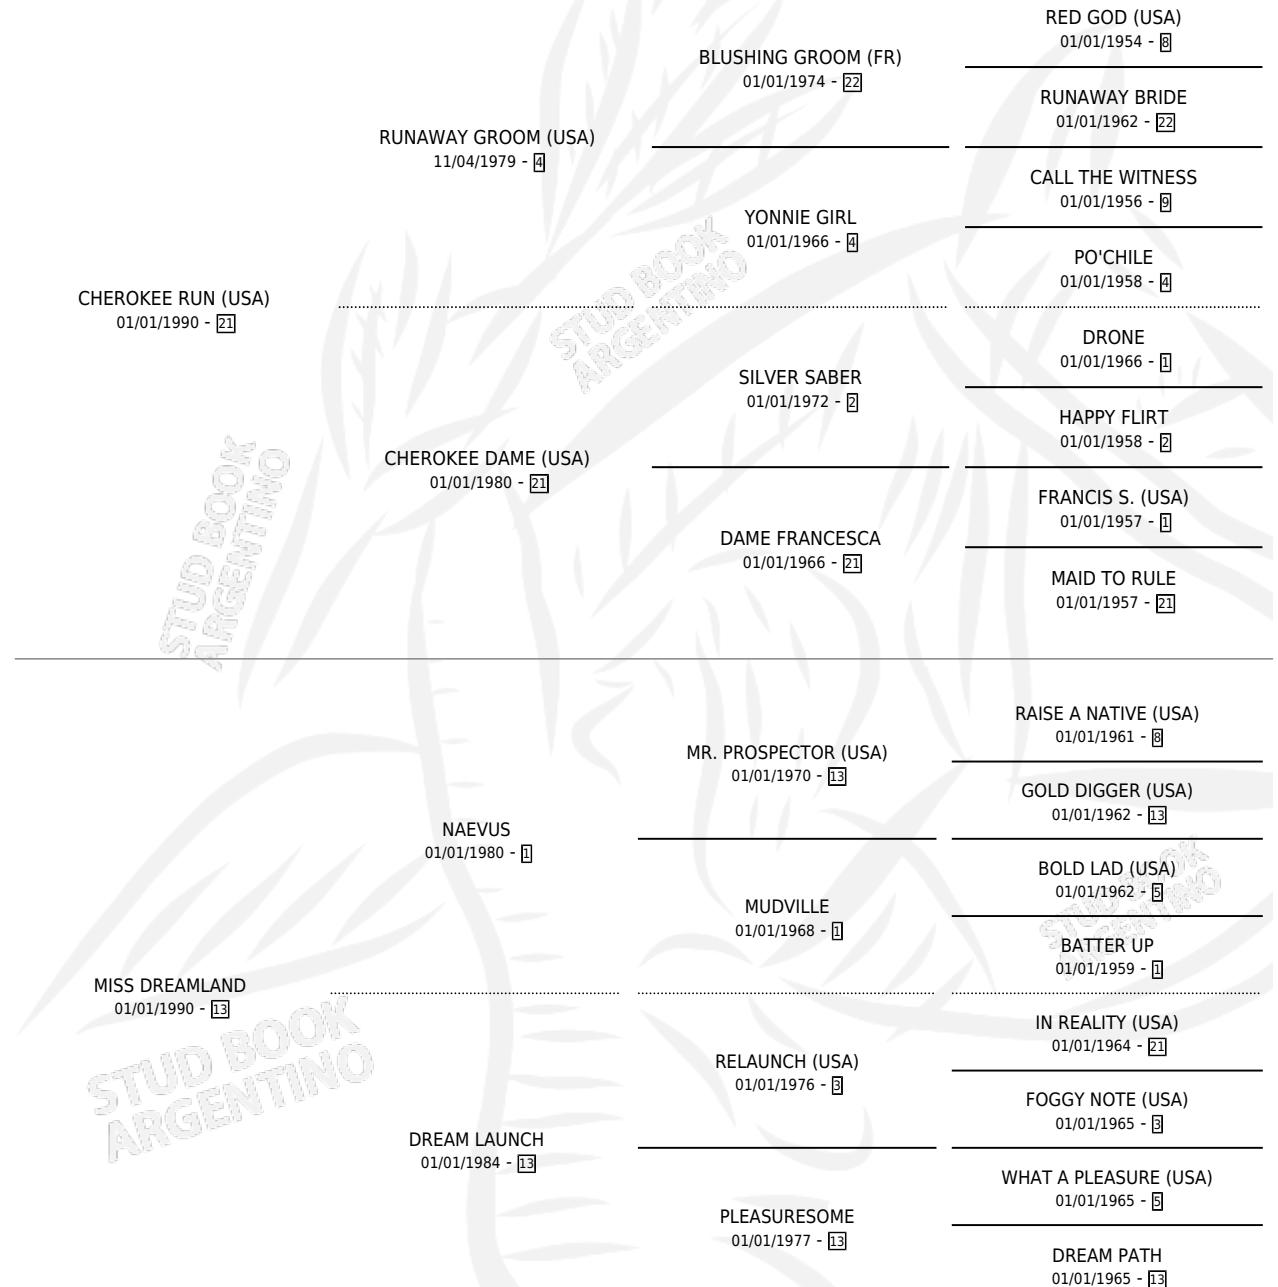 RED GOD (USA)
01/01/1954 - 8
BLUSHING GROOM (FR)
01/01/1974 - 22
RUNAWAY BRIDE
01/01/1962 - 22
RUNAWAY GROOM (USA)
11/04/1979 - 4
CALL THE WITNESS
01/01/1956 - 9
YONNIE GIRL
01/01/1966 - 4
PO'CHILE
01/01/1958 - 4
CHEROKEE RUN (USA)
01/01/1990 - 21
STUD BOOK
ARGENTINO
DRONE
01/01/1966 - 1
SILVER SABER
01/01/1972 - 2
HAPPY FLIRT
01/01/1958 - 2
CHEROKEE DAME (USA)
01/01/1980 - 21
FRANCIS S. (USA)
01/01/1957 - 1
DAME FRANCESCA
01/01/1966 - 21
MAID TO RULE
01/01/1957 - 21
STUD BOOK
ARGENTINO
RAISE A NATIVE (USA)
01/01/1961 - 8
MR. PROSPECTOR (USA)
01/01/1970 - 13
GOLD DIGGER (USA)
01/01/1962 - 13
NAEVUS
01/01/1980 - 1
BOLD LAD (USA)
01/01/1962 - 5
MUDVILLE
01/01/1968 - 1
STUD BOOK
ARGENTINO
BATTER UP
01/01/1959 - 1
MISS DREAMLAND
01/01/1990 - 13
IN REALITY (USA)
01/01/1964 - 21
RELAUNCH (USA)
01/01/1976 - 3
STUD BOOK
ARGENTINO
FOGGY NOTE (USA)
01/01/1965 - 3
DREAM LAUNCH
01/01/1984 - 13
WHAT A PLEASURE (USA)
01/01/1965 - 5
PLEASURESOME
01/01/1977 - 13
DREAM PATH
01/01/1965 - 13